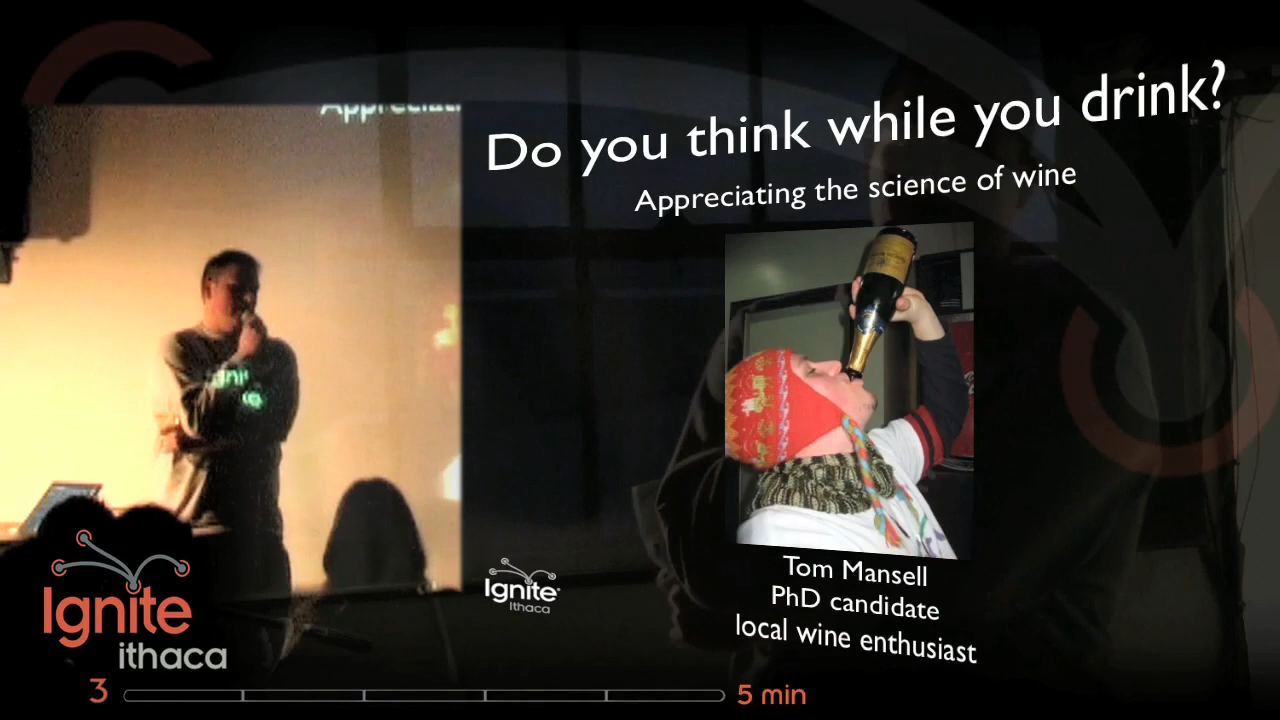 Appreciati
Do you think while you drink?
Appreciating the science of wine
Tom Mansell
PhD candidate
local wine enthusiast
Ignite
Ithaca
Ignite
ithaca
3
5 min